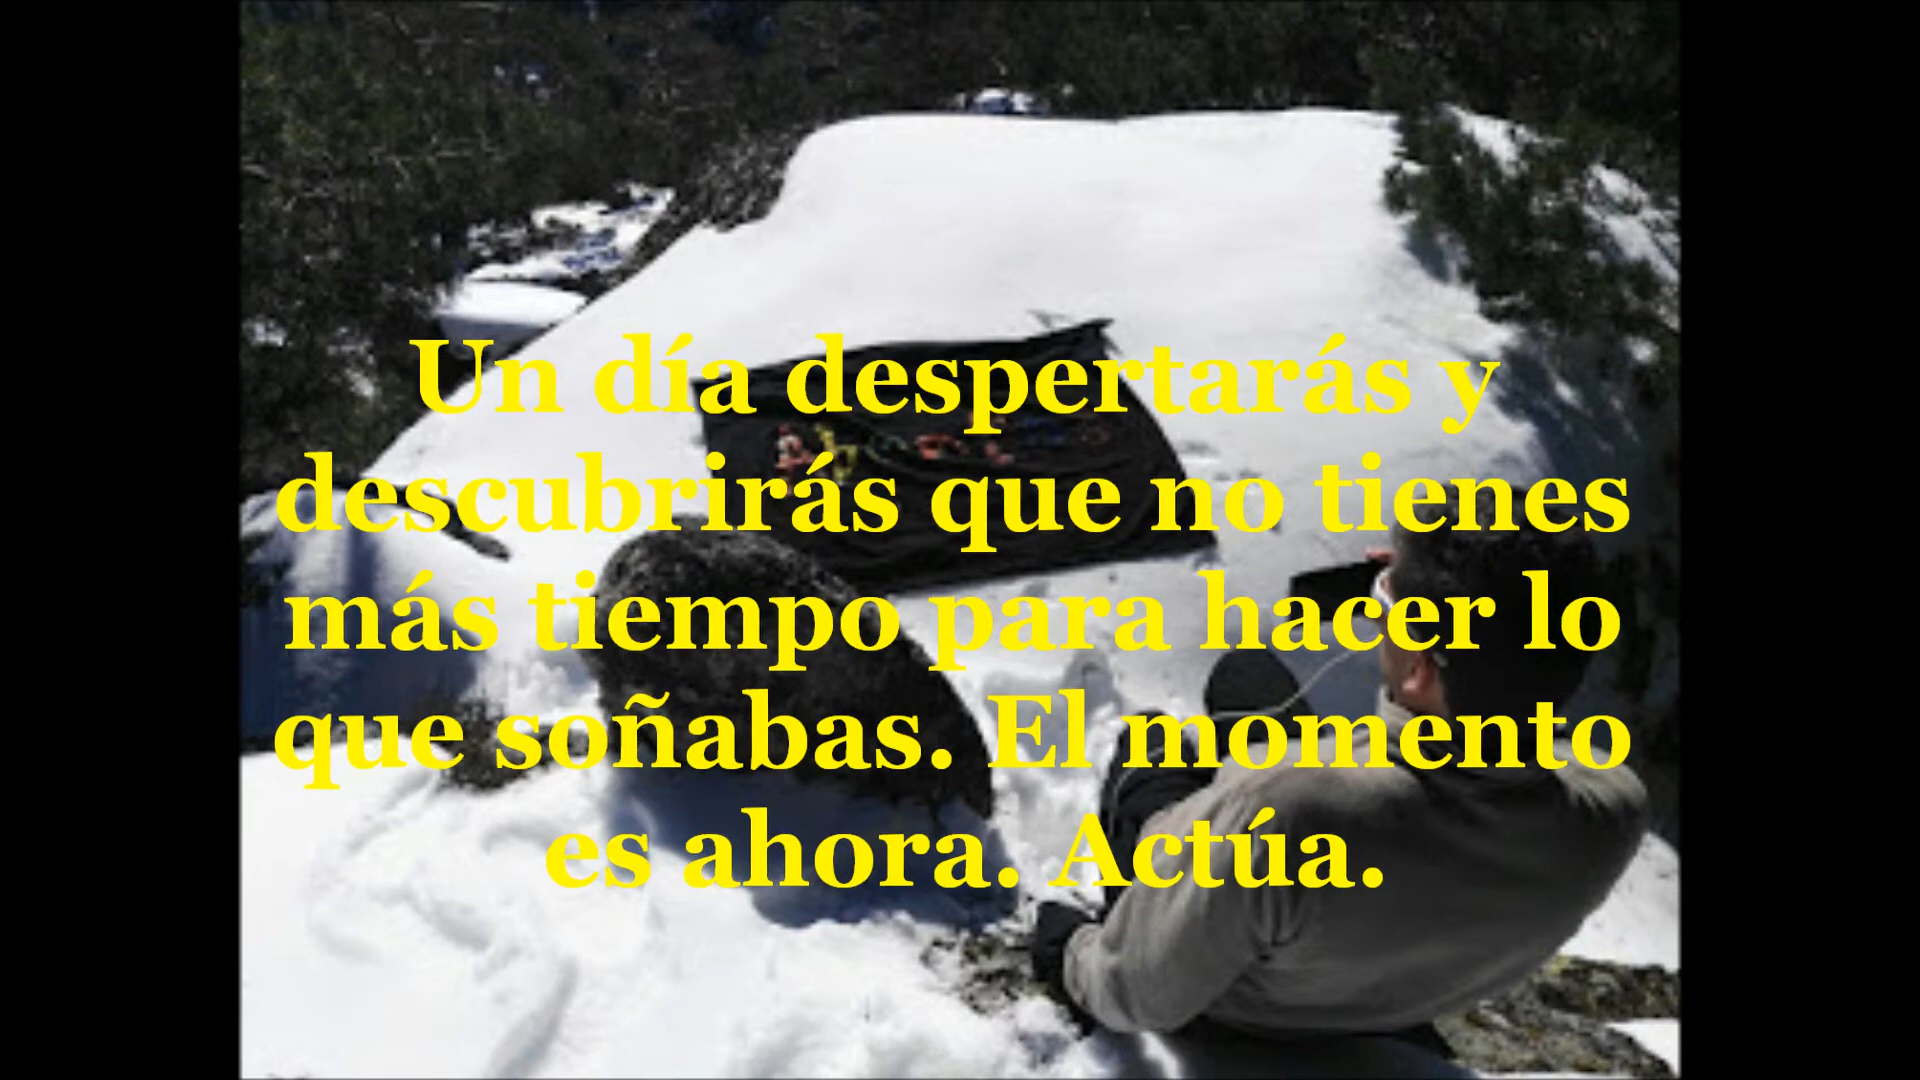 Un día despertarás y
descubrirás que no tienes
más tiempo para hacer lo
que soñabas. El momento
es ahora. Actúa.